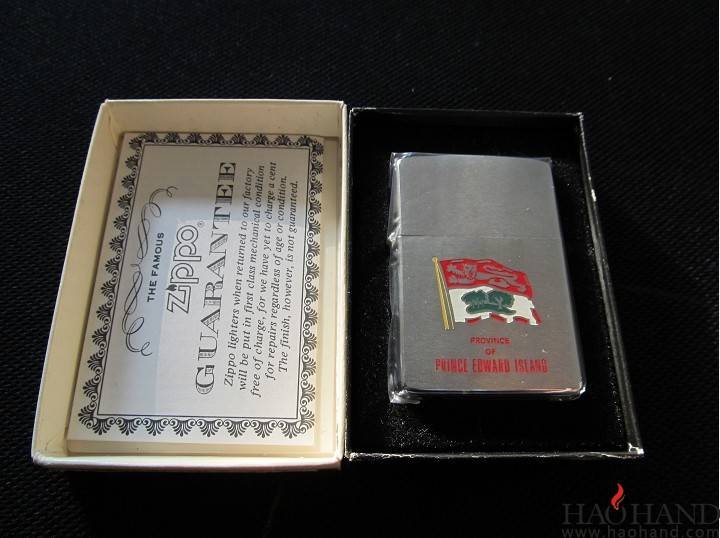 THE FAMOUS
Zippo®
GUARANTEE
Zippo lighters when returned to our factory
will be put in first class mechanical condition
free of charge, for we have yet to charge a cent
for repairs regardless of age or condition.
The finish, however, is not guaranteed.
PROVINCE
OF
PRINCE EDWARD ISLAND
HAOHAND
www.haohand.com